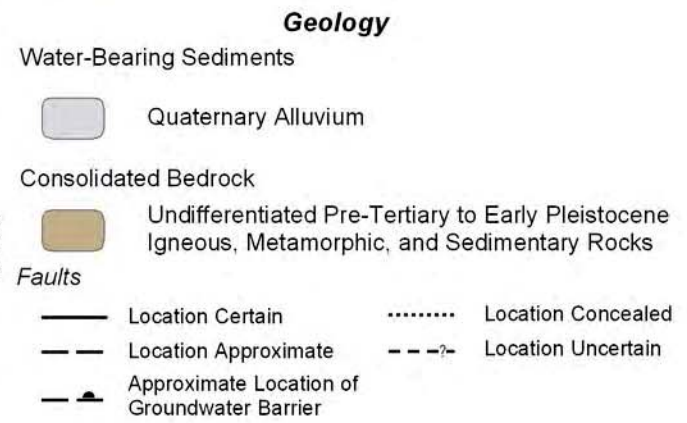 Geology
Water-Bearing Sediments
Quaternary Alluvium
Consolidated Bedrock
Undifferentiated Pre-Tertiary to Early Pleistocene
Igneous, Metamorphic, and Sedimentary Rocks
Faults
Location Certain
Location Concealed
Location Approximate
?
Location Uncertain
Approximate Location of
Groundwater Barrier